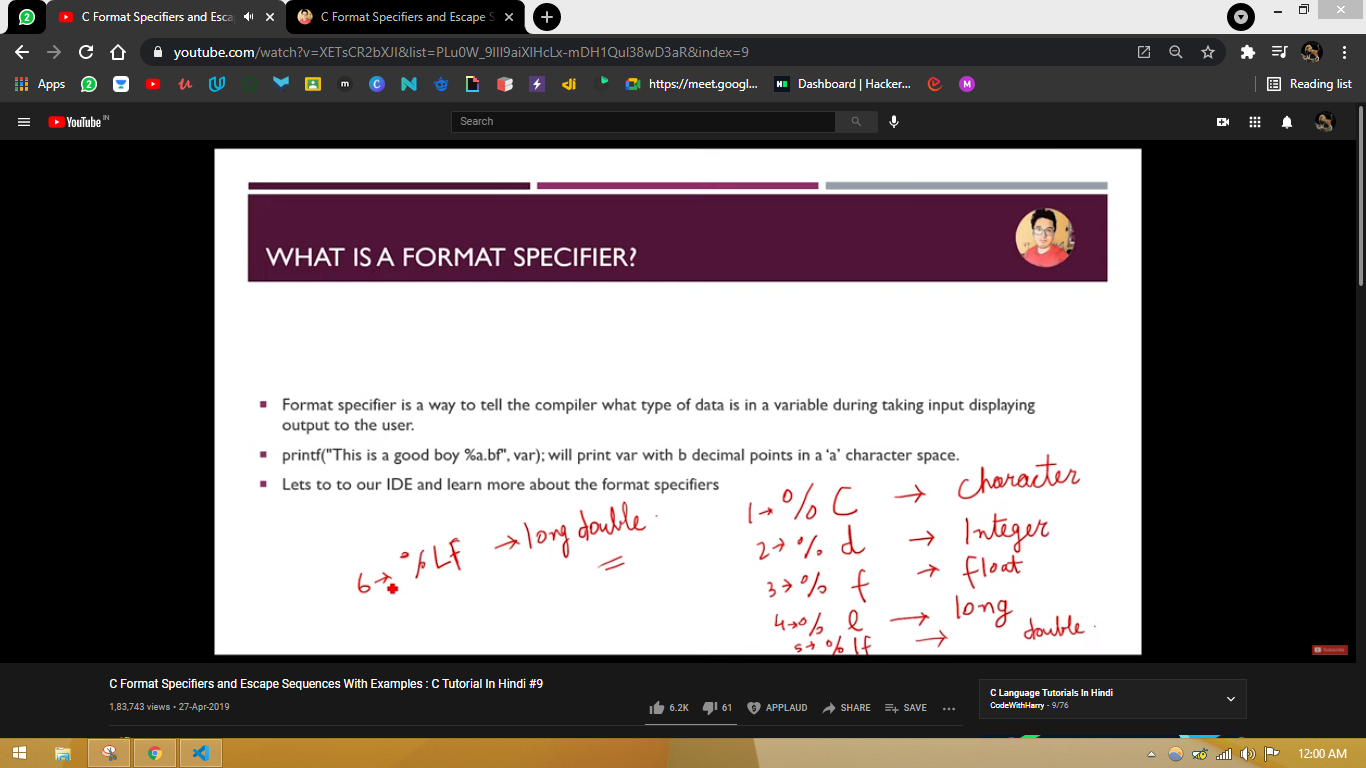 C Format Specifiers and Esca
C Format Specifiers and Escape S
youtube.com/watch?v=XETsCR2bXJI&list=PLu0W_9lII9aiXlHcLx-mDH1QuI38wD3aR&index=9
Apps
https://meet.googl...
Dashboard | Hacker...
Reading list
YouTube IN
Search
WHAT IS A FORMAT SPECIFIER?
Format specifier is a way to tell the compiler what type of data is in a variable during taking input displaying
output to the user.
printf("This is a good boy %a.bf", var); will print var with b decimal points in a 'a' character space.
Lets to to our IDE and learn more about the format specifiers
1→ % C → Character
2→ % d → Integer
3→ % f → float
4→ % l → long
5→ % lf → double
6→ % LF → long double
Subscribe
C Format Specifiers and Escape Sequences With Examples : C Tutorial In Hindi #9
1,83,743 views • 27-Apr-2019
6.2K
61
APPLAUD
SHARE
SAVE
C Language Tutorials In Hindi
CodeWithHarry - 9/76
12:00 AM